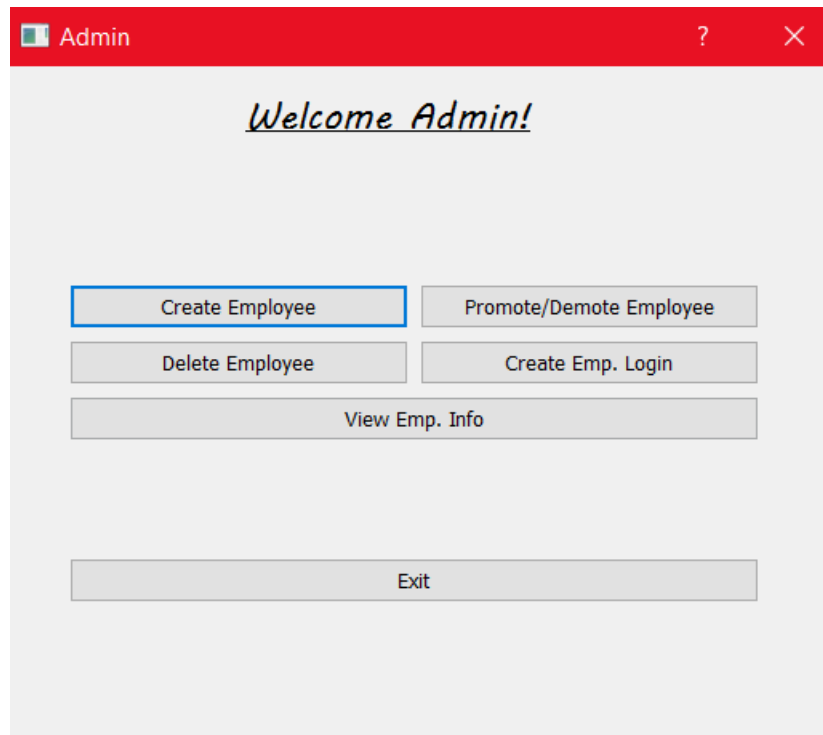 Admin ?
Welcome Admin!
Create Employee Promote/Demote Employee
Delete Employee Create Emp. Login
View Emp. Info
Exit